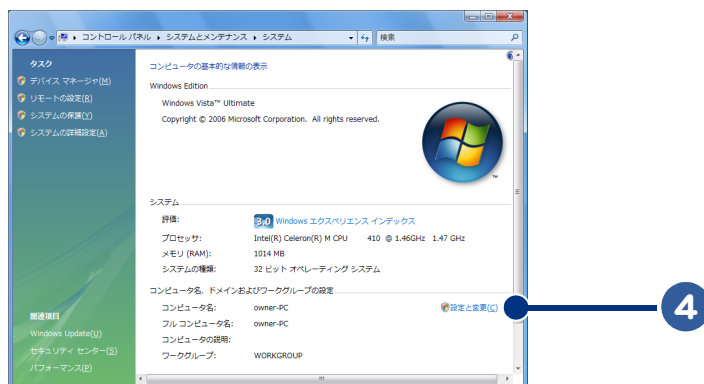 コントロール パネル ▸ システムとメンテナンス ▸ システム
検索
タスク
デバイス マネージャ(M)
リモートの設定(R)
システムの保護(Y)
システムの詳細設定(A)
関連項目
Windows Update(U)
セキュリティ センター(S)
パフォーマンス(P)
コンピュータの基本的な情報の表示
Windows Edition
Windows Vista™ Ultimate
Copyright © 2006 Microsoft Corporation. All rights reserved.
™
システム
評価: 3.0 Windows エクスペリエンス インデックス
プロセッサ: Intel(R) Celeron(R) M CPU 410 @ 1.46GHz 1.47 GHz
メモリ (RAM): 1014 MB
システムの種類: 32 ビット オペレーティング システム
コンピュータ名、ドメインおよびワークグループの設定
コンピュータ名: owner-PC 設定と変更(C)
フル コンピュータ名: owner-PC
コンピュータの説明:
ワークグループ: WORKGROUP
4